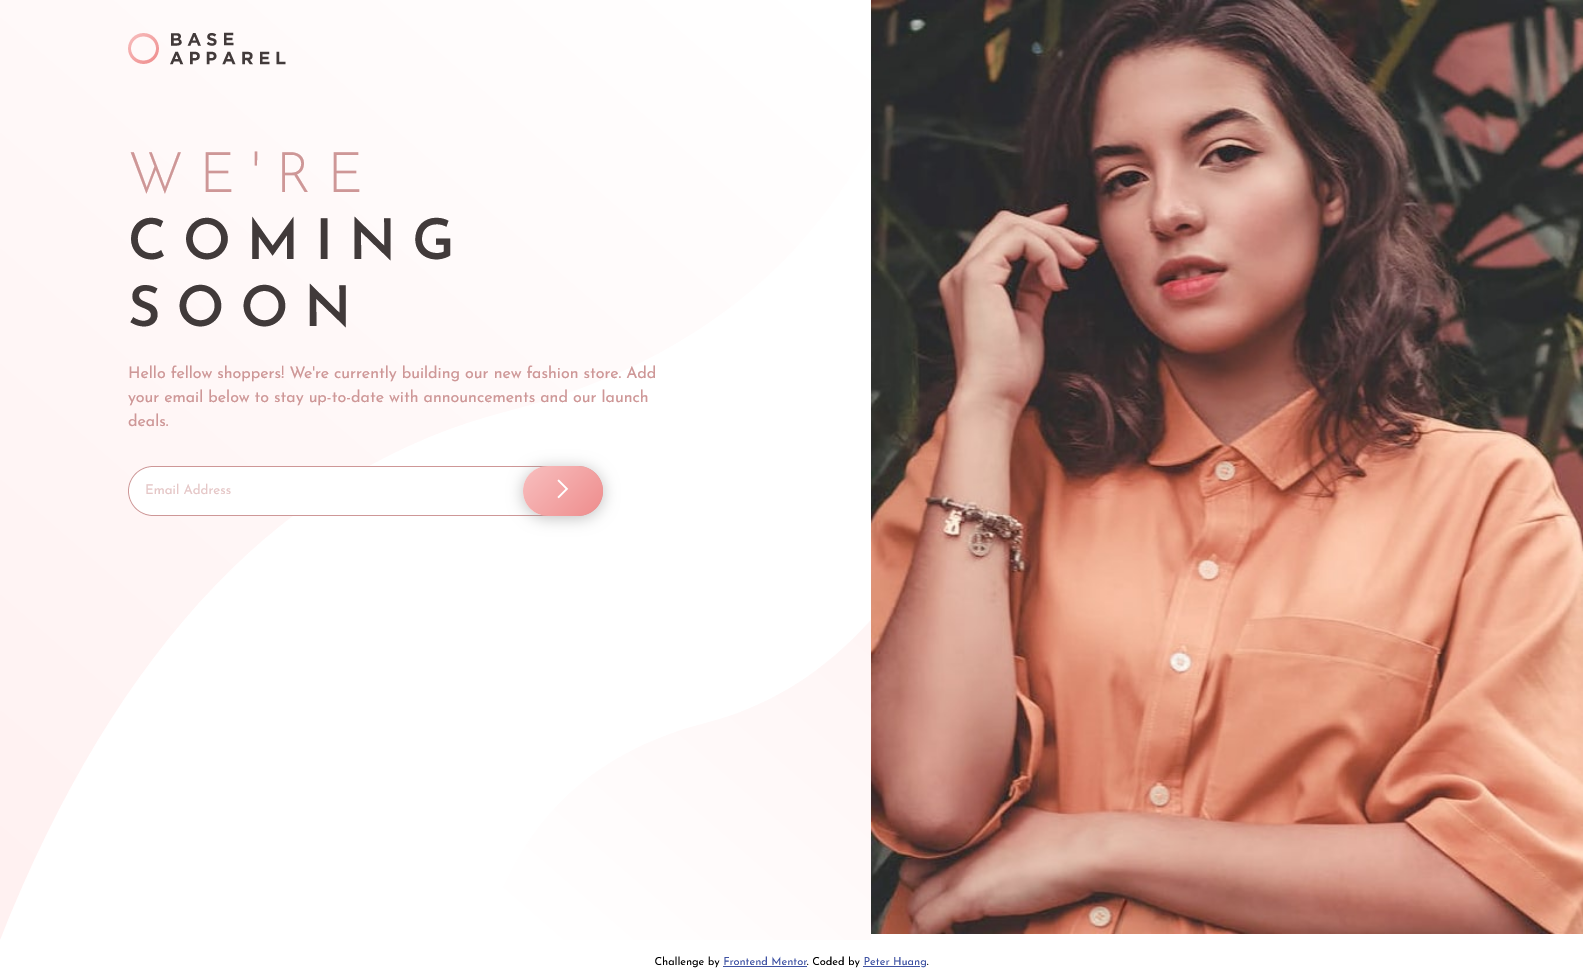 BASE
APPAREL
WE'RE
COMING
SOON
Hello fellow shoppers! We're currently building our new fashion store. Add
your email below to stay up-to-date with announcements and our launch
deals.
Email Address
Challenge by Frontend Mentor. Coded by Peter Huang.